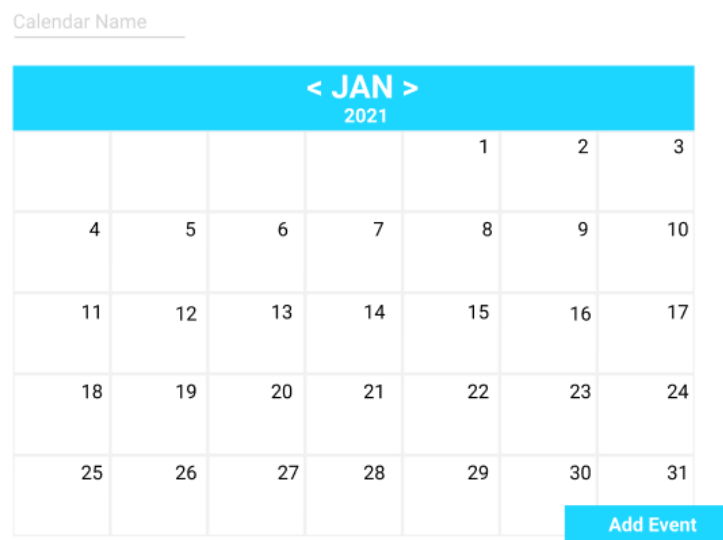 Calendar Name
< JAN >
2021
1 2 3
4 5 6 7 8 9 10
11 12 13 14 15 16 17
18 19 20 21 22 23 24
25 26 27 28 29 30 31
Add Event